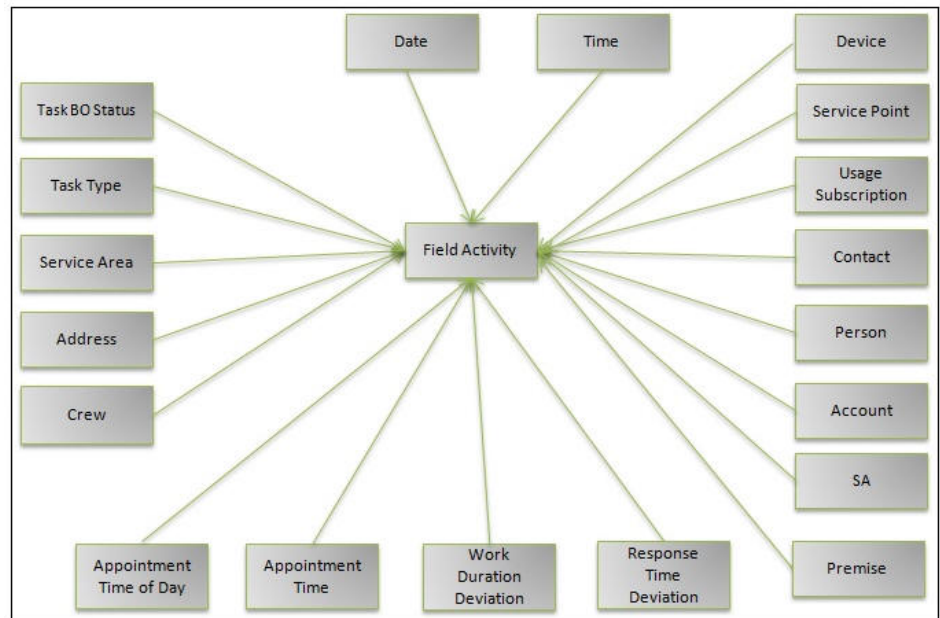 Date
Time
Device
Task BO Status
Service Point
Task Type
Usage
Subscription
Field Activity
Service Area
Contact
Address
Person
Crew
Account
SA
Appointment
Time of Day
Appointment
Time
Work
Duration
Deviation
Response
Time
Deviation
Premise